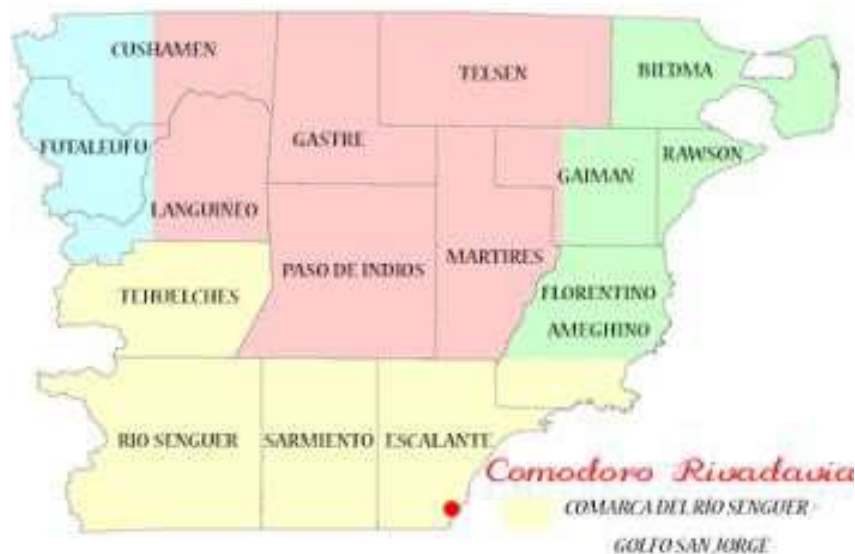 CUSHAMEN
TELSEN
BIEDMA
FUTALEUFU
GASTRE
RAWSON
GAIMAN
LANGUINEO
MARTIRES
PASO DE INDIOS
TEHUELCHES
FLORENTINO
AMEGHINO
RIO SENGUER
SARMIENTO
ESCALANTE
Comodoro Rivadavia
COMARCA DEL RÍO SENGUER -
GOLFO SAN JORGE